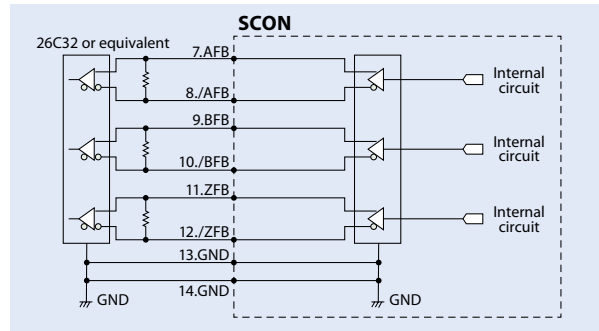 SCON
26C32 or equivalent
7.AFB
8./AFB
Internal
circuit
9.BFB
10./BFB
Internal
circuit
11.ZFB
12./ZFB
Internal
circuit
13.GND
14.GND
GND
GND